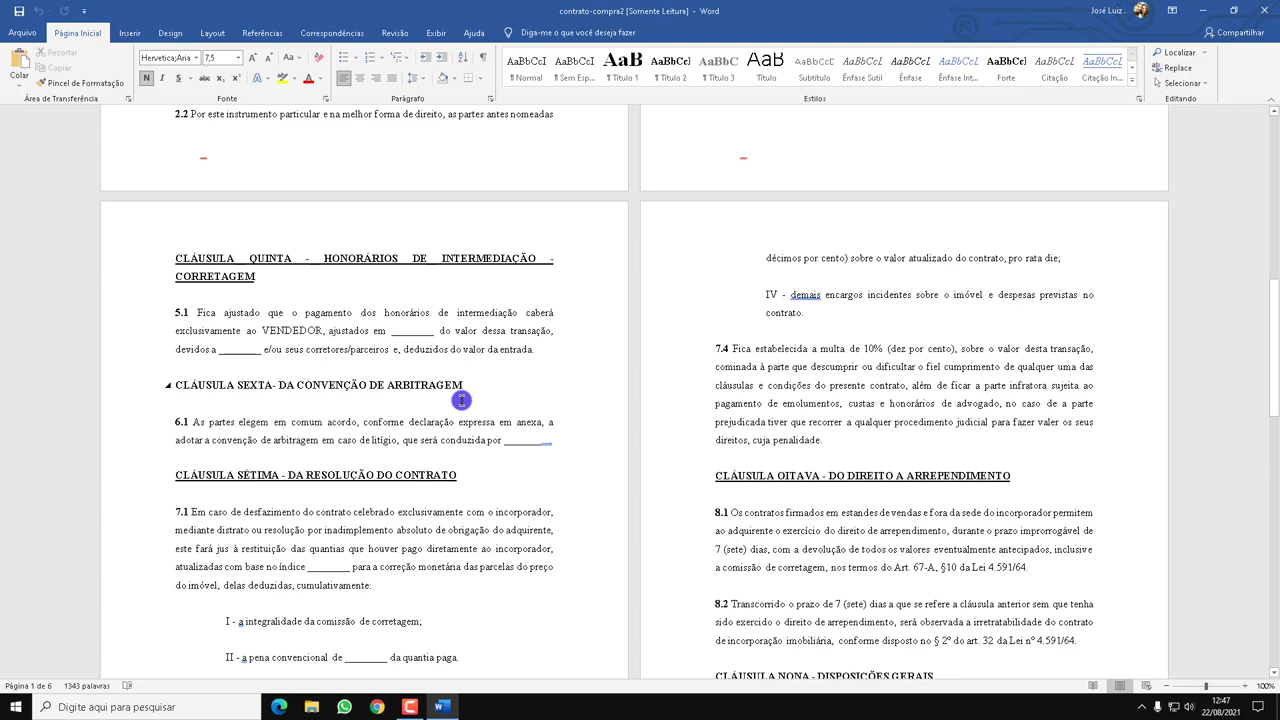 contrato-compra2 [Somente Leitura] - Word
José Luiz .
Arquivo Página Inicial Inserir Design Layout Referências Correspondências Revisão Exibir Ajuda Diga-me o que você deseja fazer Compartilhar
Colar
Recortar
Copiar
Pincel de Formatação
Área de Transferência
Helvetica;Aria 7,5
Fonte
Parágrafo
AaBbCcI AaBbCcI AaB AaBbCc AaBbC AaB AaBbCcI AaBbCcI AaBbCcI AaBbCcI AaBbCc AaBbCcI AaBbCcI
¶ Normal ¶ Sem Esp... ¶ Título 1 ¶ Título 2 ¶ Título 3 Título Subtítulo Ênfase Sutil Ênfase Ênfase Int... Forte Citação Citação In...
Estilos
Localizar
Replace
Selecionar
Editando
2.2 Por este instrumento particular e na melhor forma de direito, as partes antes nomeadas
CLÁUSULA QUINTA - HONORÁRIOS DE INTERMEDIAÇÃO -
CORRETAGEM
5.1 Fica ajustado que o pagamento dos honorários de intermediação caberá
exclusivamente ao VENDEDOR, ajustados em ________ do valor dessa transação,
devidos a ________ e/ou seus corretores/parceiros e, deduzidos do valor da entrada.
CLÁUSULA SEXTA- DA CONVENÇÃO DE ARBITRAGEM
6.1 As partes elegem em comum acordo, conforme declaração expressa em anexa, a
adotar a convenção de arbitragem em caso de litígio, que será conduzida por _________
CLÁUSULA SÉTIMA - DA RESOLUÇÃO DO CONTRATO
7.1 Em caso de desfazimento do contrato celebrado exclusivamente com o incorporador,
mediante distrato ou resolução por inadimplemento absoluto de obrigação do adquirente,
este fará jus à restituição das quantias que houver pago diretamente ao incorporador,
atualizadas com base no índice ________ para a correção monetária das parcelas do preço
do imóvel, delas deduzidas, cumulativamente:
I - a integralidade da comissão de corretagem;
II - a pena convencional de ________ da quantia paga.
décimos por cento) sobre o valor atualizado do contrato, pro rata die;
IV - demais encargos incidentes sobre o imóvel e despesas previstas no
contrato.
7.4 Fica estabelecida a multa de 10% (dez por cento), sobre o valor desta transação,
cominada à parte que descumprir ou dificultar o fiel cumprimento de qualquer uma das
cláusulas e condições do presente contrato, além de ficar a parte infratora sujeita ao
pagamento de emolumentos, custas e honorários de advogado, no caso de a parte
prejudicada tiver que recorrer a qualquer procedimento judicial para fazer valer os seus
direitos, cuja penalidade.
CLÁUSULA OITAVA - DO DIREITO A ARREPENDIMENTO
8.1 Os contratos firmados em estandes de vendas e fora da sede do incorporador permitem
ao adquirente o exercício do direito de arrependimento, durante o prazo improrrogável de
7 (sete) dias, com a devolução de todos os valores eventualmente antecipados, inclusive
a comissão de corretagem, nos termos do Art. 67-A, §10 da Lei 4.591/64.
8.2 Transcorrido o prazo de 7 (sete) dias a que se refere a cláusula anterior sem que tenha
sido exercido o direito de arrependimento, será observada a irretratabilidade do contrato
de incorporação imobiliária, conforme disposto no § 2º do art. 32 da Lei nº 4.591/64.
CLÁUSULA NONA - DISPOSIÇÕES GERAIS
Página 1 de 6 1343 palavras 100%
Digite aqui para pesquisar
12:47
22/08/2021